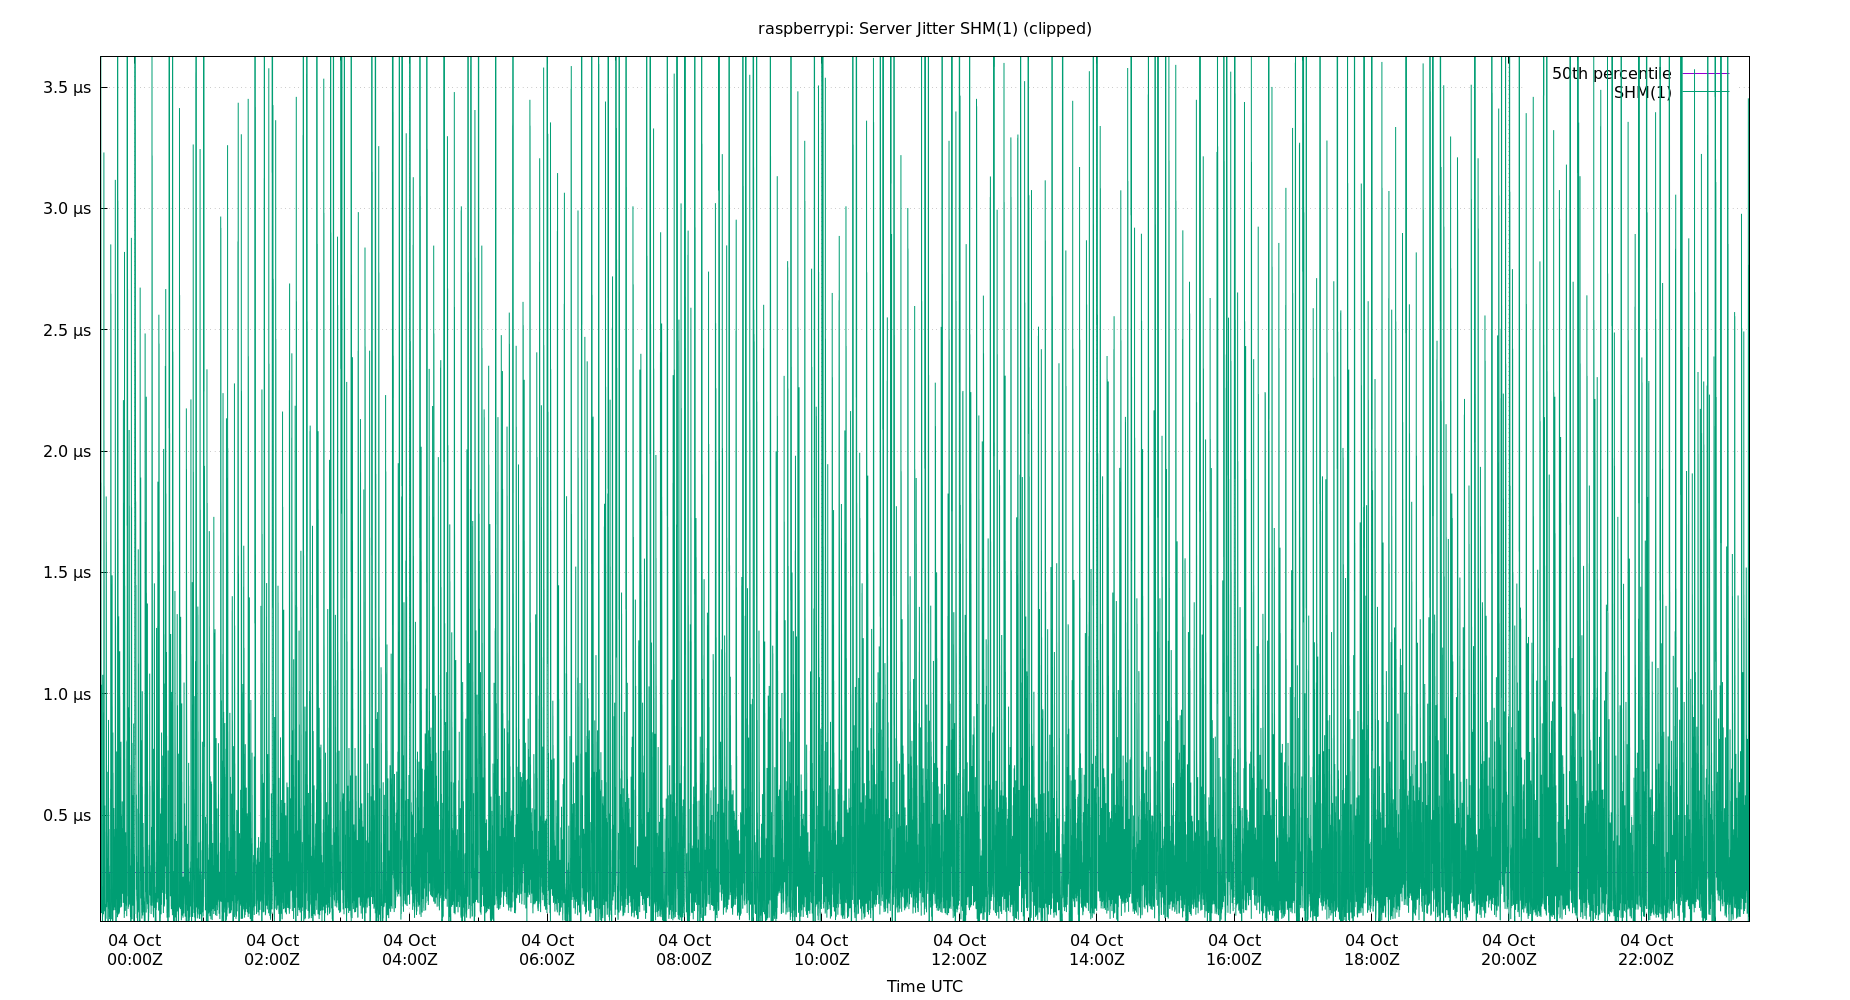 raspberrypi: Server Jitter SHM(1) (clipped)
50th percentile
SHM(1)
3.5 µs
3.0 µs
2.5 µs
2.0 µs
1.5 µs
1.0 µs
0.5 µs
04 Oct 04 Oct 04 Oct 04 Oct 04 Oct 04 Oct 04 Oct 04 Oct 04 Oct 04 Oct 04 Oct 04 Oct
00:00Z 02:00Z 04:00Z 06:00Z 08:00Z 10:00Z 12:00Z 14:00Z 16:00Z 18:00Z 20:00Z 22:00Z
Time UTC